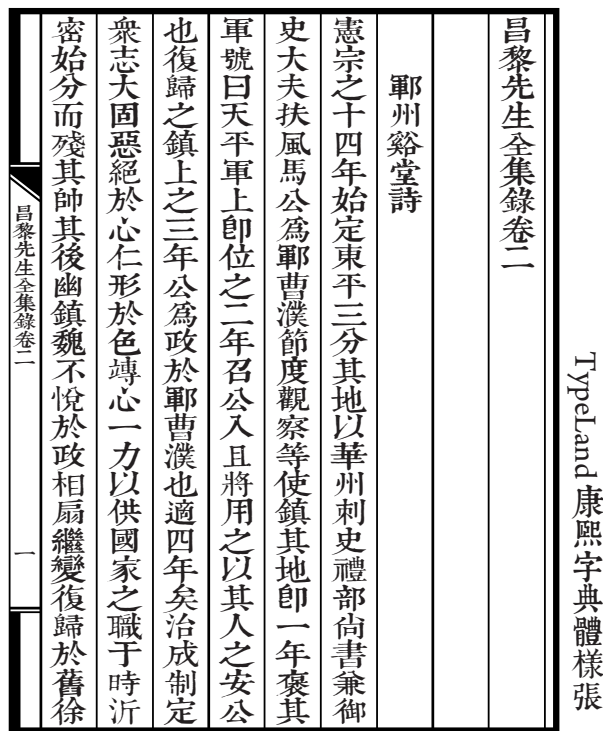 昌黎先生全集錄卷二
鄆州谿堂詩
憲宗之十四年始定東平三分其地以華州刺史禮部尙書兼御
史大夫扶風馬公爲鄆曹濮節度觀察等使鎮其地卽一年褒其
軍號曰天平軍上卽位之二年召公入且將用之以其人之安公
也復歸之鎮上之三年公爲政於鄆曹濮也適四年矣治成制定
衆志大固惡絕於心仁形於色竱心一力以供國家之職于時沂
密始分而殘其帥其後幽鎮魏不悅於政相扇繼變復歸於舊徐
昌黎先生全集錄卷二
一
TypeLand 康熙字典體樣張